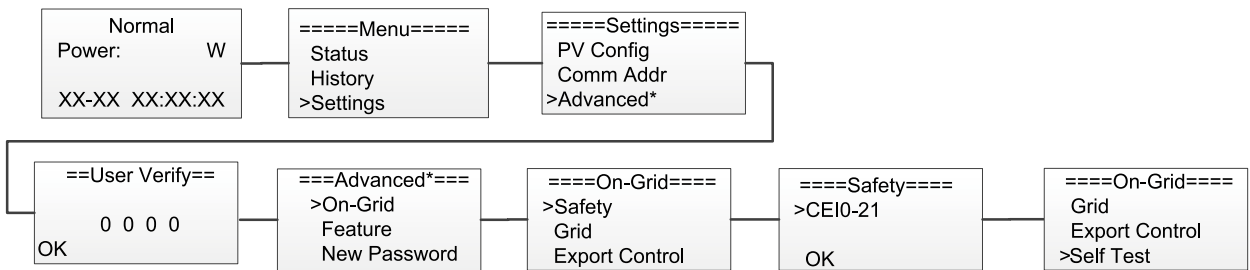 Normal
Power: W
XX-XX XX:XX:XX
=====Menu=====
Status
History
>Settings
=====Settings=====
PV Config
Comm Addr
>Advanced*
==User Verify==
0 0 0 0
OK
===Advanced*===
>On-Grid
Feature
New Password
====On-Grid====
>Safety
Grid
Export Control
====Safety====
>CEI0-21
OK
====On-Grid====
Grid
Export Control
>Self Test